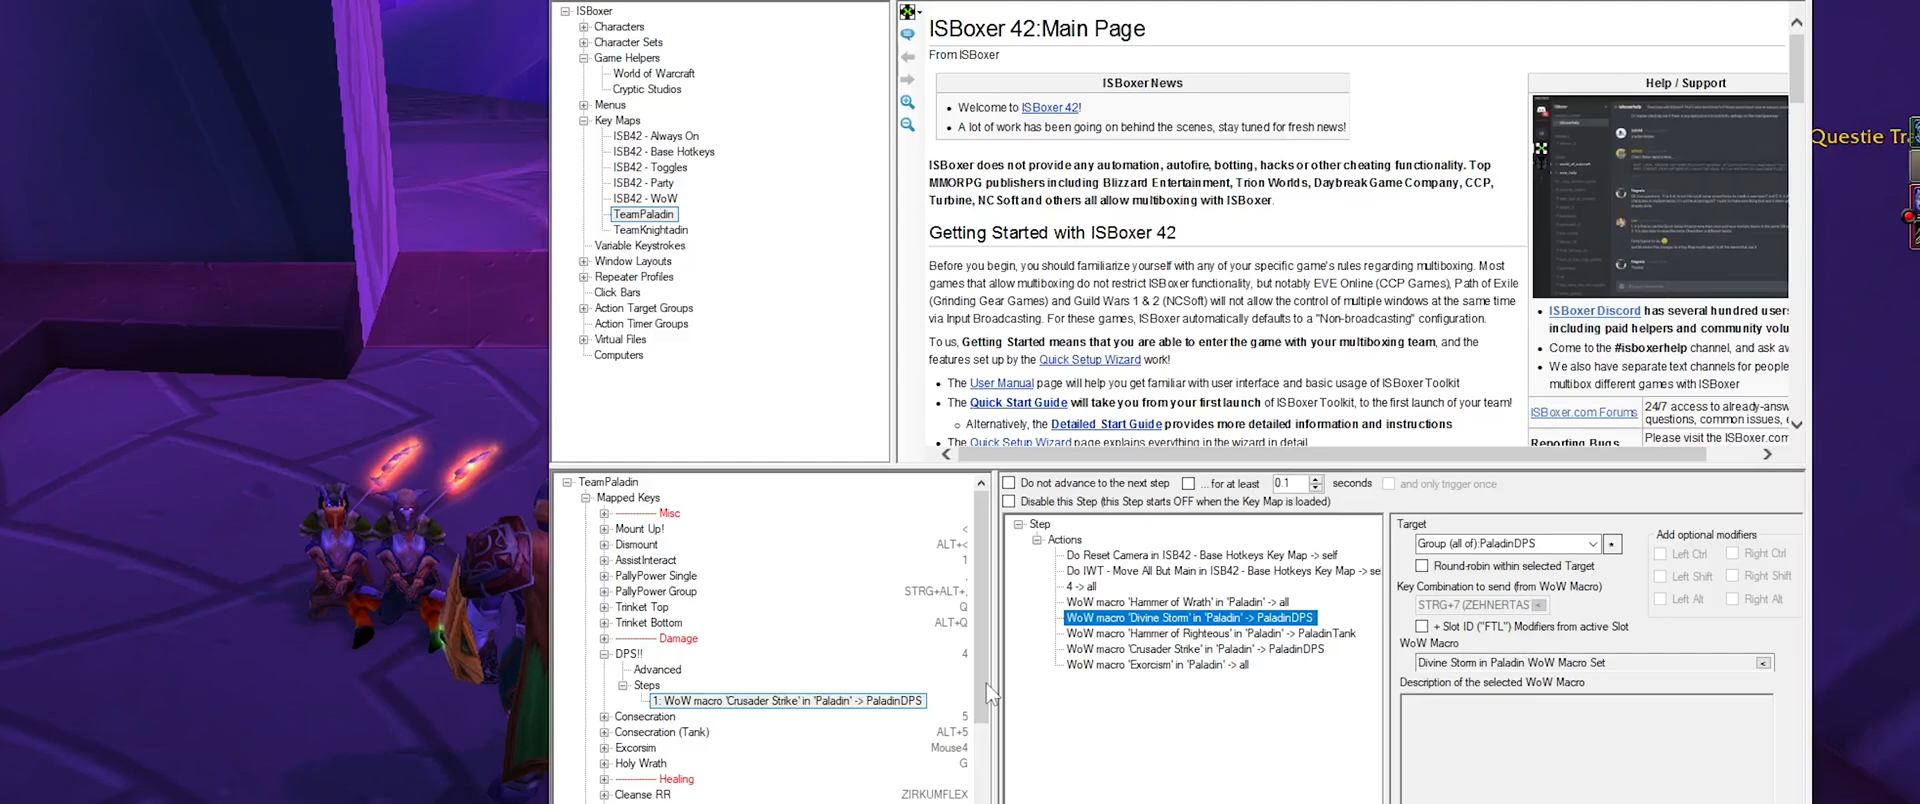 ISBoxer
Characters
Character Sets
Game Helpers
World of Warcraft
Cryptic Studios
Menus
Key Maps
ISB42 - Always On
ISB42 - Base Hotkeys
ISB42 - Toggles
ISB42 - Party
ISB42 - WoW
TeamPaladin
TeamKnightadin
Variable Keystrokes
Window Layouts
Repeater Profiles
Click Bars
Action Target Groups
Action Timer Groups
Virtual Files
Computers
ISBoxer 42:Main Page
From ISBoxer
ISBoxer News
Welcome to ISBoxer 42!
A lot of work has been going on behind the scenes, stay tuned for fresh news!
ISBoxer does not provide any automation, autofire, botting, hacks or other cheating functionality. Top
MMORPG publishers including Blizzard Entertainment, Trion Worlds, Daybreak Game Company, CCP,
Turbine, NCSoft and others all allow multiboxing with ISBoxer.
Getting Started with ISBoxer 42
Before you begin, you should familiarize yourself with any of your specific game's rules regarding multiboxing. Most
games that allow multiboxing do not restrict ISBoxer functionality, but notably EVE Online (CCP Games), Path of Exile
(Grinding Gear Games) and Guild Wars 1 & 2 (NCSoft) will not allow the control of multiple windows at the same time
via Input Broadcasting. For these games, ISBoxer automatically defaults to a "Non-broadcasting" configuration.
To us, Getting Started means that you are able to enter the game with your multiboxing team, and the
features set up by the Quick Setup Wizard work!
The User Manual page will help you get familiar with user interface and basic usage of ISBoxer Toolkit
The Quick Start Guide will take you from your first launch of ISBoxer Toolkit, to the first launch of your team!
Alternatively, the Detailed Start Guide provides more detailed information and instructions
The Quick Setup Wizard page explains everything in the wizard in detail
Help / Support
ISBoxer Discord has several hundred users
including paid helpers and community volu
Come to the #isboxerhelp channel, and ask aw
We also have separate text channels for people
multibox different games with ISBoxer
ISBoxer.com Forums
24/7 access to already-answ
questions, common issues, e
Reporting Bugs
Please visit the ISBoxer.com
Questie Tr
TeamPaladin
Mapped Keys
Misc
Mount Up! <
Dismount ALT+<
AssistInteract 1
PallyPower Single ,
PallyPower Group STRG+ALT+,
Trinket Top Q
Trinket Bottom ALT+Q
Damage
DPS!! 4
Advanced
Steps
1: WoW macro 'Crusader Strike' in 'Paladin' -> PaladinDPS
Consecration 5
Consecration (Tank) ALT+5
Excorsim Mouse4
Holy Wrath G
Healing
Cleanse RR ZIRKUMFLEX
Do not advance to the next step ... for at least 0.1 seconds and only trigger once
Disable this Step (this Step starts OFF when the Key Map is loaded)
Step
Actions
Do Reset Camera in ISB42 - Base Hotkeys Key Map -> self
Do IWT - Move All But Main in ISB42 - Base Hotkeys Key Map -> se
4 -> all
WoW macro 'Hammer of Wrath' in 'Paladin' -> all
WoW macro 'Divine Storm' in 'Paladin' -> PaladinDPS
WoW macro 'Hammer of Righteous' in 'Paladin' -> PaladinTank
WoW macro 'Crusader Strike' in 'Paladin' -> PaladinDPS
WoW macro 'Exorcism' in 'Paladin' -> all
Target
Group (all of):PaladinDPS
*
Round-robin within selected Target
Key Combination to send (from WoW Macro)
STRG+7 (ZEHNERTAS <
+ Slot ID ("FTL") Modifiers from active Slot
WoW Macro
Divine Storm in Paladin WoW Macro Set <
Description of the selected WoW Macro
Add optional modifiers
Left Ctrl Right Ctrl
Left Shift Right Shift
Left Alt Right Alt